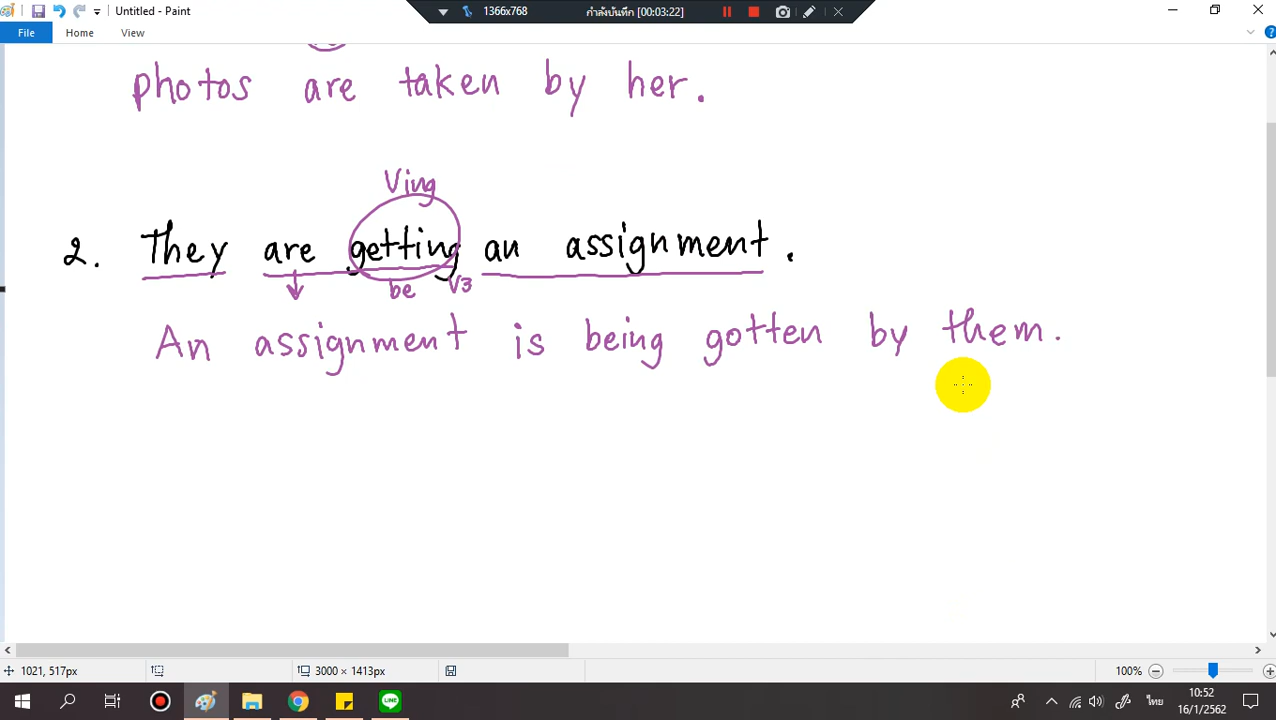 Untitled - Paint
1366x768 กำลังบันทึก [00:03:22]
File Home View
photos are taken by her.
Ving
2. They are getting an assignment.
be V3
An assignment is being gotten by them.
1021, 517px 3000 × 1413px 100%
LINE ไทย 10:52
16/1/2562